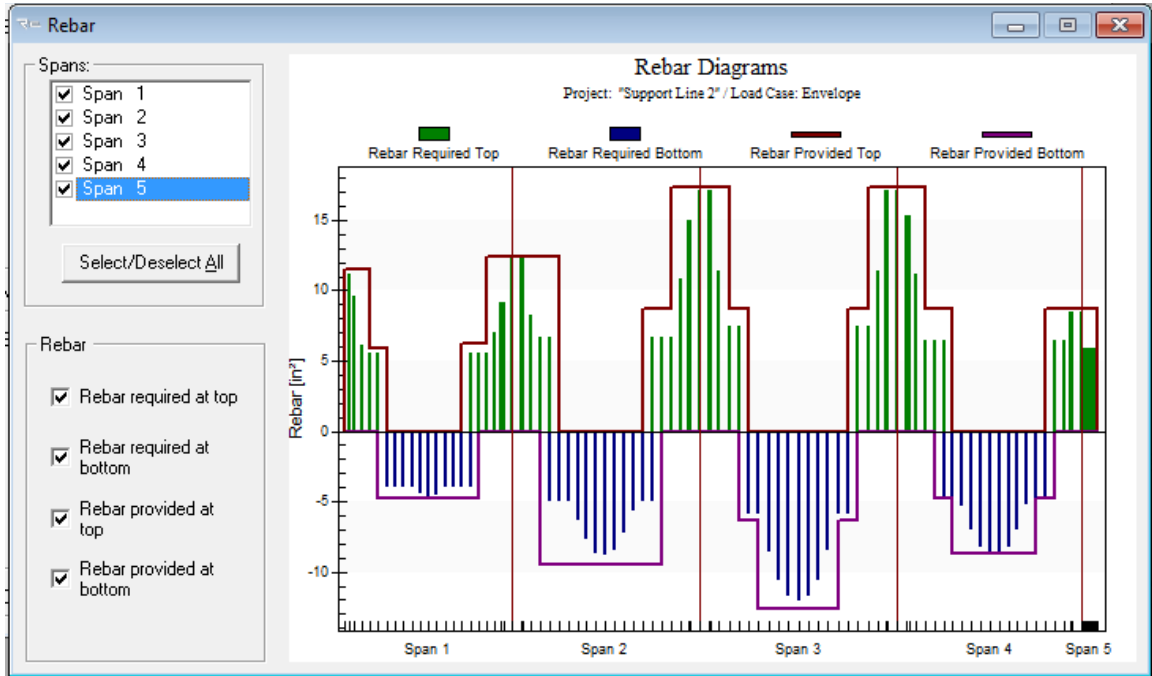 Rebar
Spans:
Span 1
Span 2
Span 3
Span 4
Span 5
Select/Deselect All
Rebar
Rebar required at top
Rebar required at
bottom
Rebar provided at
top
Rebar provided at
bottom
Rebar Diagrams
Project: "Support Line 2" / Load Case: Envelope
Rebar Required Top Rebar Required Bottom Rebar Provided Top Rebar Provided Bottom
Rebar [in²]
15
10
5
0
-5
-10
Span 1 Span 2 Span 3 Span 4 Span 5